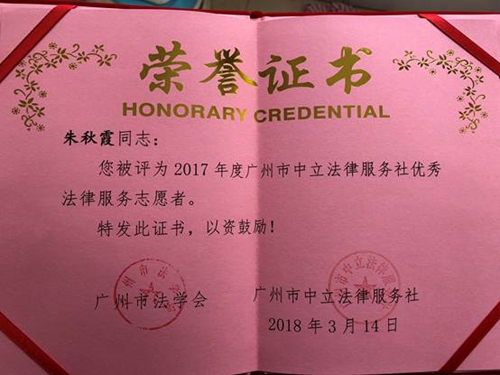 荣誉证书
HONORARY CREDENTIAL
朱秋霞同志：
您被评为2017年度广州市中立法律服务社优秀
法律服务志愿者。
特发此证书，以资鼓励！
广州市法学会
广州市中立法律服务社
2018年3月14日